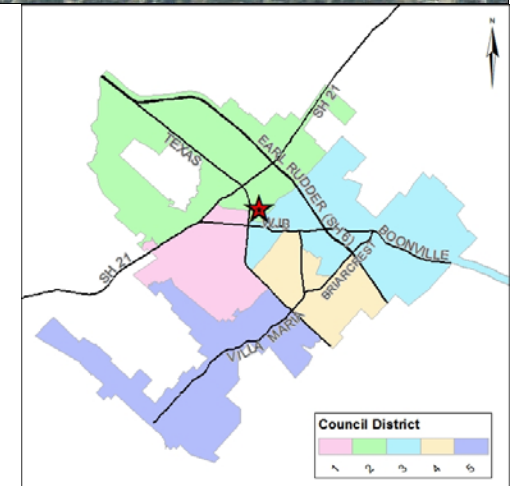 N
SH 21
TEXAS
EARL RUDDER (SH 6)
WJB
BOONVILLE
SH 21
BRIARCREST
VILLA MARIA
Council District
1 2 3 4 5